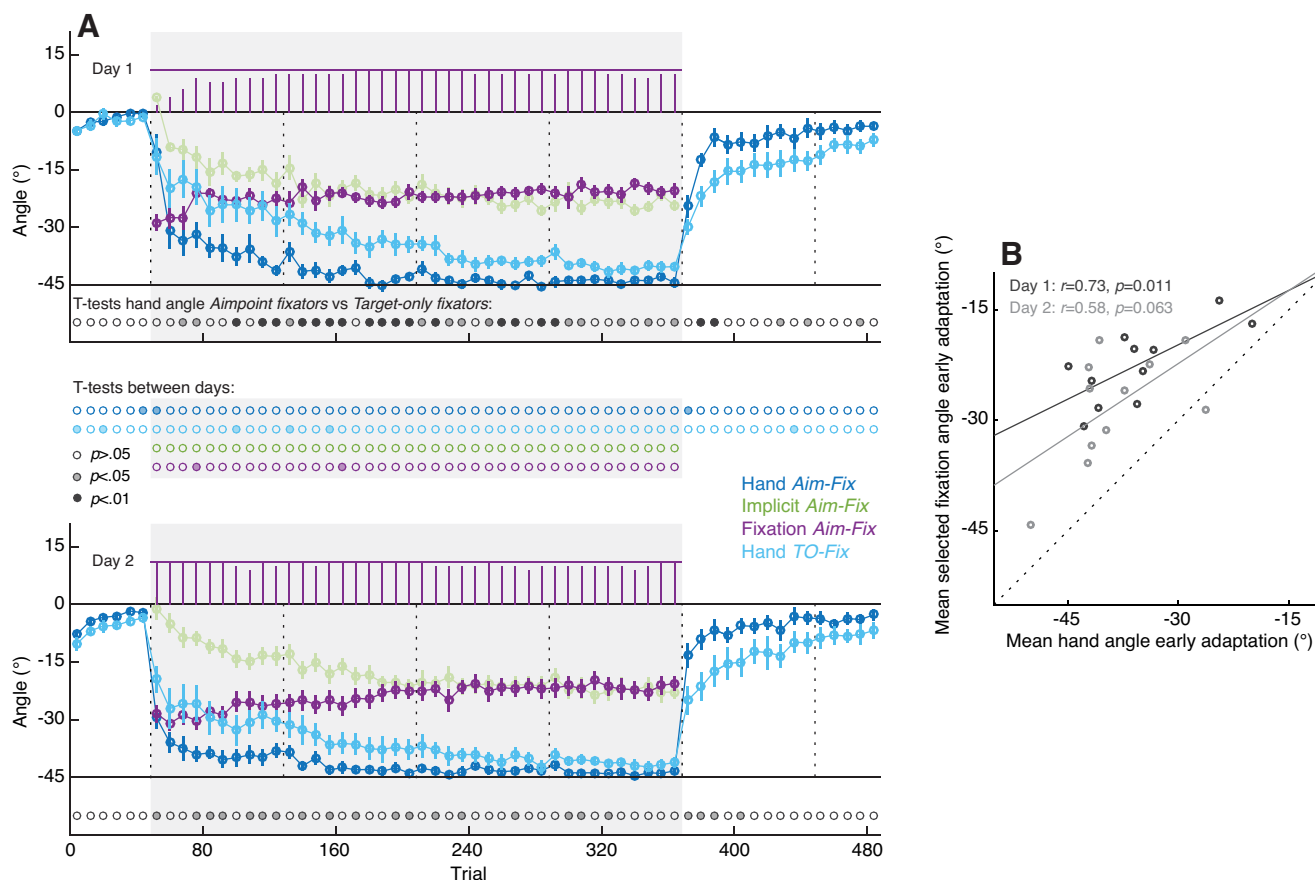 A
15
Day 1
0
-15
-30
-45
Angle (°)
T-tests hand angle Aimpoint fixators vs Target-only fixators:
T-tests between days:
p>.05
p<.05
p<.01
Hand Aim-Fix
Implicit Aim-Fix
Fixation Aim-Fix
Hand TO-Fix
15
Day 2
0
-15
-30
-45
Angle (°)
0 80 160 240 320 400 480
Trial
B
Day 1: r=0.73, p=0.011
Day 2: r=0.58, p=0.063
-15
-30
-45
Mean selected fixation angle early adaptation (°)
-45 -30 -15
Mean hand angle early adaptation (°)